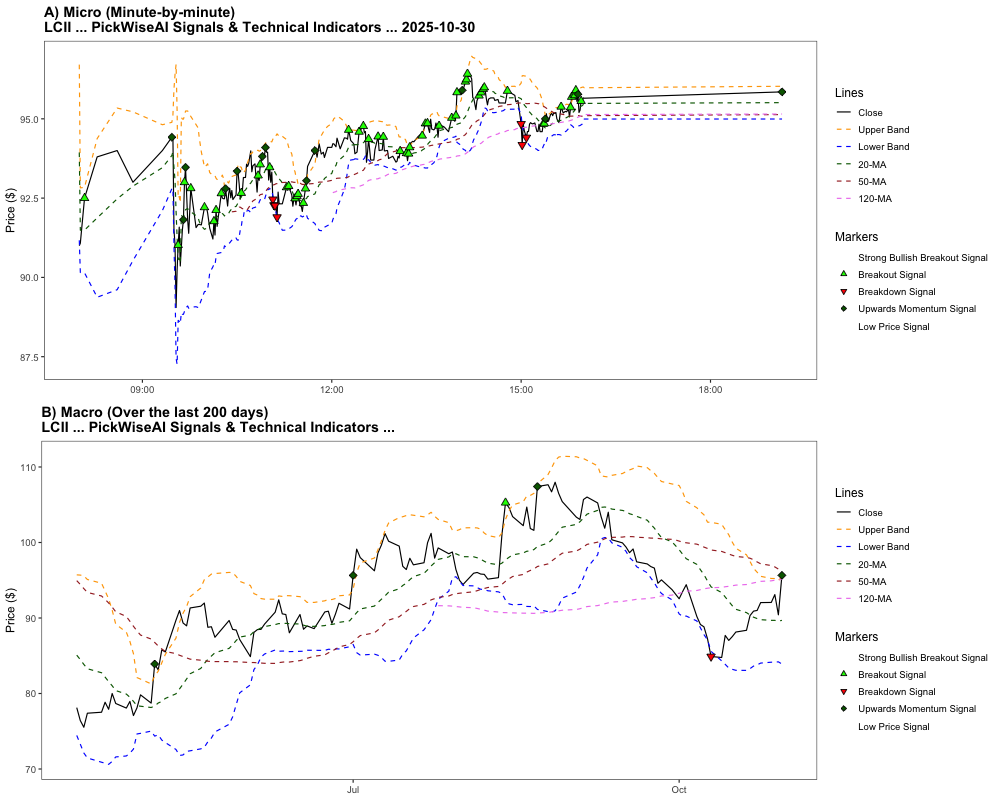 A) Micro (Minute-by-minute)
LCII ... PickWiseAI Signals & Technical Indicators ... 2025-10-30
Price ($)
95.0
92.5
90.0
87.5
09:00
12:00
15:00
18:00
Lines
Close
Upper Band
Lower Band
20-MA
50-MA
120-MA
Markers
Strong Bullish Breakout Signal
Breakout Signal
Breakdown Signal
Upwards Momentum Signal
Low Price Signal
B) Macro (Over the last 200 days)
LCII ... PickWiseAI Signals & Technical Indicators ...
Price ($)
110
100
90
80
70
Jul
Oct
Lines
Close
Upper Band
Lower Band
20-MA
50-MA
120-MA
Markers
Strong Bullish Breakout Signal
Breakout Signal
Breakdown Signal
Upwards Momentum Signal
Low Price Signal